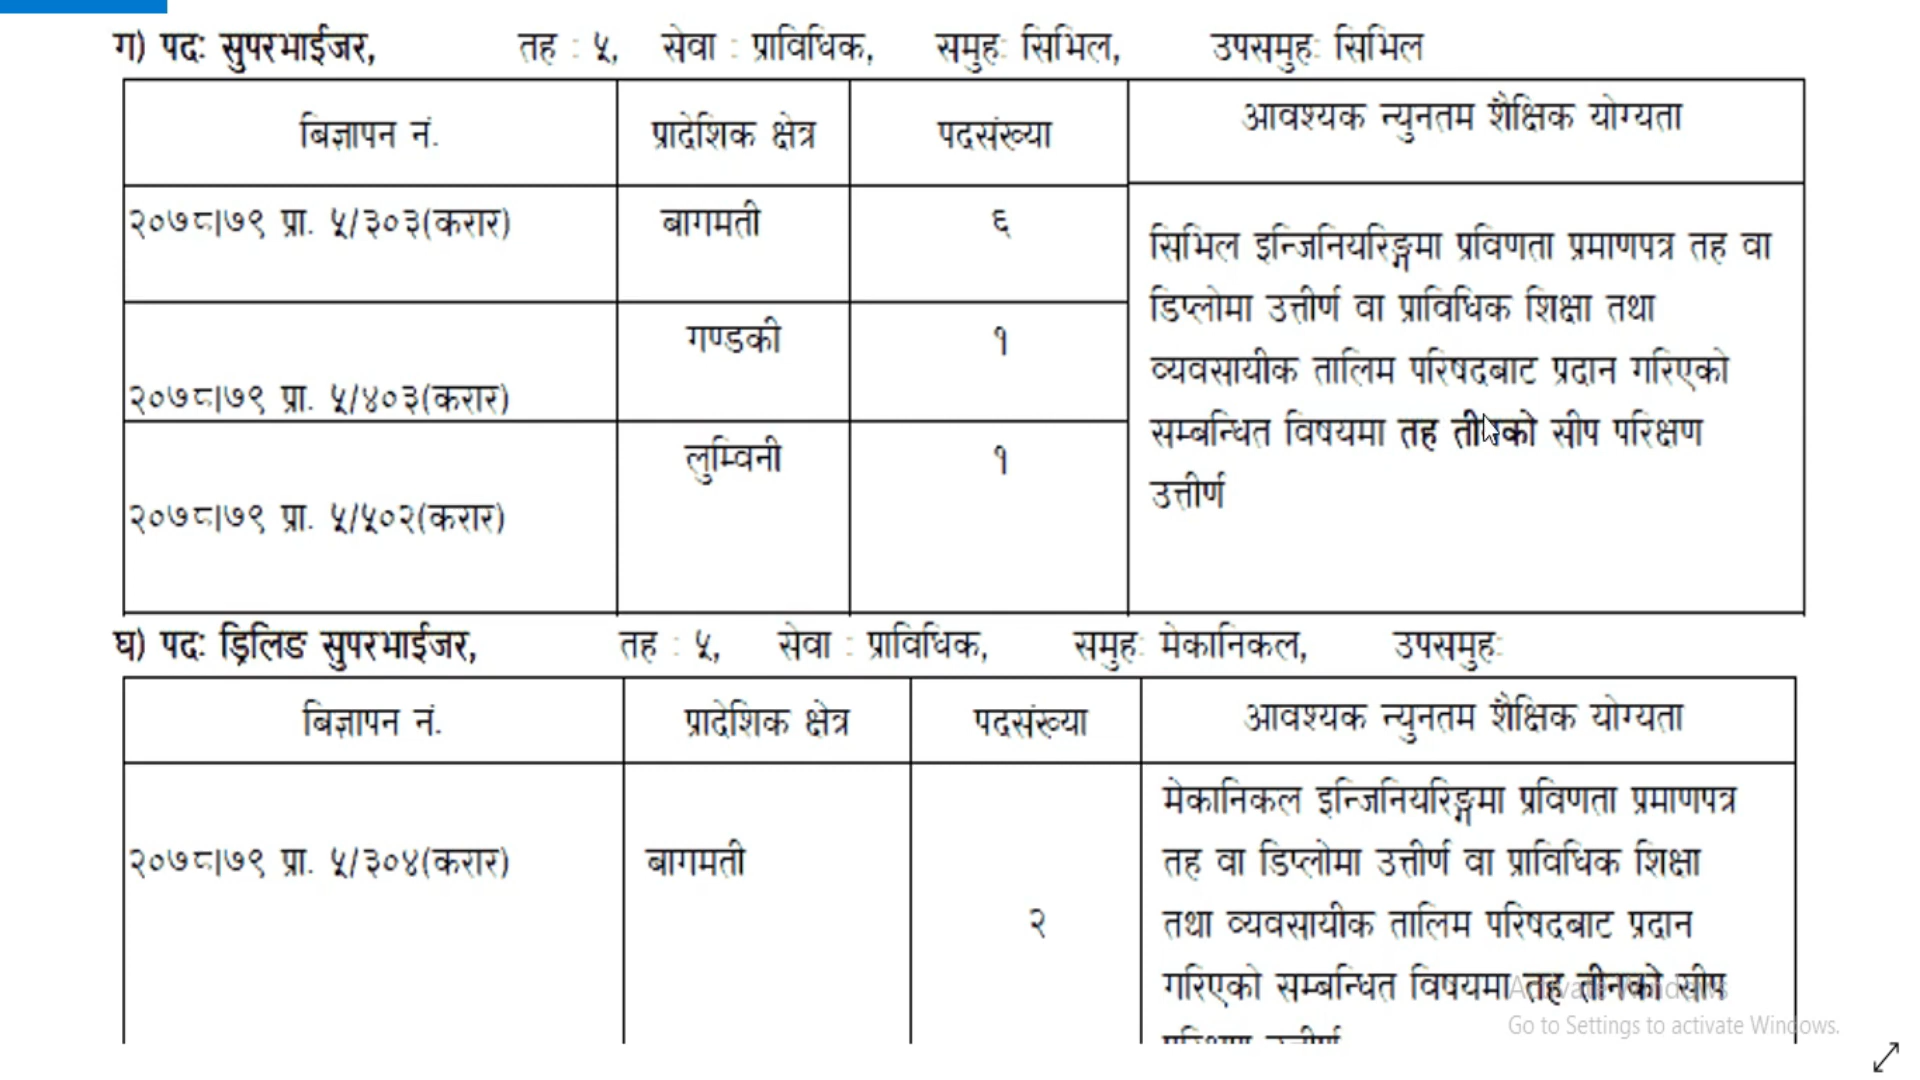 ग) पदः सुपरभाईजर, तह : ५, सेवा : प्राविधिक, समुहः सिभिल, उपसमुहः सिभिल
बिज्ञापन नं. प्रादेशिक क्षेत्र पदसंख्या आवश्यक न्युनतम शैक्षिक योग्यता
२०७८।७९ प्रा. ५/३०३(करार) बागमती ६
गण्डकी १
२०७८।७९ प्रा. ५/४०३(करार)
लुम्विनी १
२०७८।७९ प्रा. ५/५०२(करार)
सिभिल इन्जिनियरिङ्गमा प्रविणता प्रमाणपत्र तह वा
डिप्लोमा उत्तीर्ण वा प्राविधिक शिक्षा तथा
व्यवसायीक तालिम परिषदबाट प्रदान गरिएको
सम्बन्धित विषयमा तह तीनको सीप परिक्षण
उत्तीर्ण
घ) पदः ड्रिलिङ सुपरभाईजर, तह : ५, सेवा : प्राविधिक, समुहः मेकानिकल, उपसमुहः
बिज्ञापन नं. प्रादेशिक क्षेत्र पदसंख्या आवश्यक न्युनतम शैक्षिक योग्यता
२०७८।७९ प्रा. ५/३०४(करार) बागमती
२
मेकानिकल इन्जिनियरिङ्गमा प्रविणता प्रमाणपत्र
तह वा डिप्लोमा उत्तीर्ण वा प्राविधिक शिक्षा
तथा व्यवसायीक तालिम परिषदबाट प्रदान
गरिएको सम्बन्धित विषयमा तह तीनको सीप
Activate Windows
Go to Settings to activate Windows.